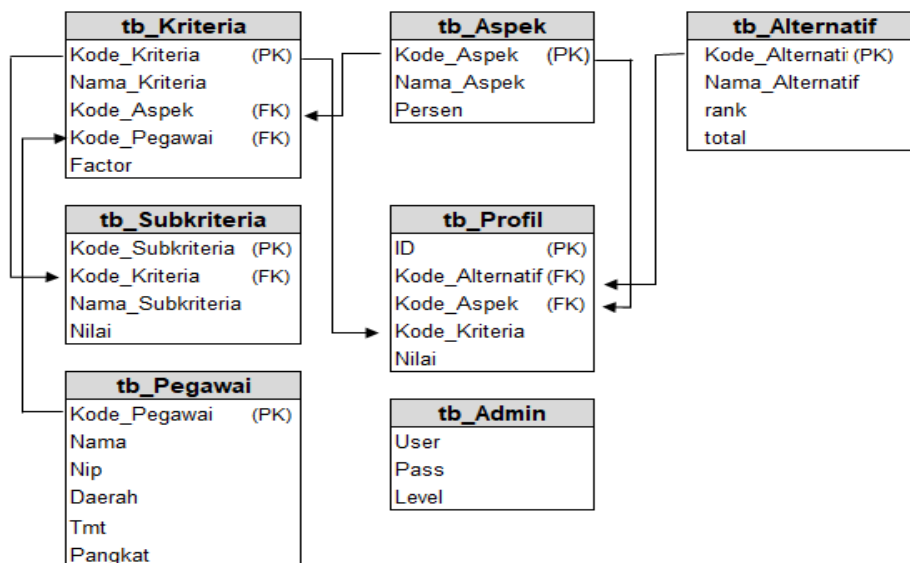 tb_Kriteria
Kode_Kriteria (PK)
Nama_Kriteria
Kode_Aspek (FK)
Kode_Pegawai (FK)
Factor
tb_Aspek
Kode_Aspek (PK)
Nama_Aspek
Persen
tb_Alternatif
Kode_Alternatif (PK)
Nama_Alternatif
rank
total
tb_Subkriteria
Kode_Subkriteria (PK)
Kode_Kriteria (FK)
Nama_Subkriteria
Nilai
tb_Profil
ID (PK)
Kode_Alternatif (FK)
Kode_Aspek (FK)
Kode_Kriteria
Nilai
tb_Pegawai
Kode_Pegawai (PK)
Nama
Nip
Daerah
Tmt
Pangkat
tb_Admin
User
Pass
Level